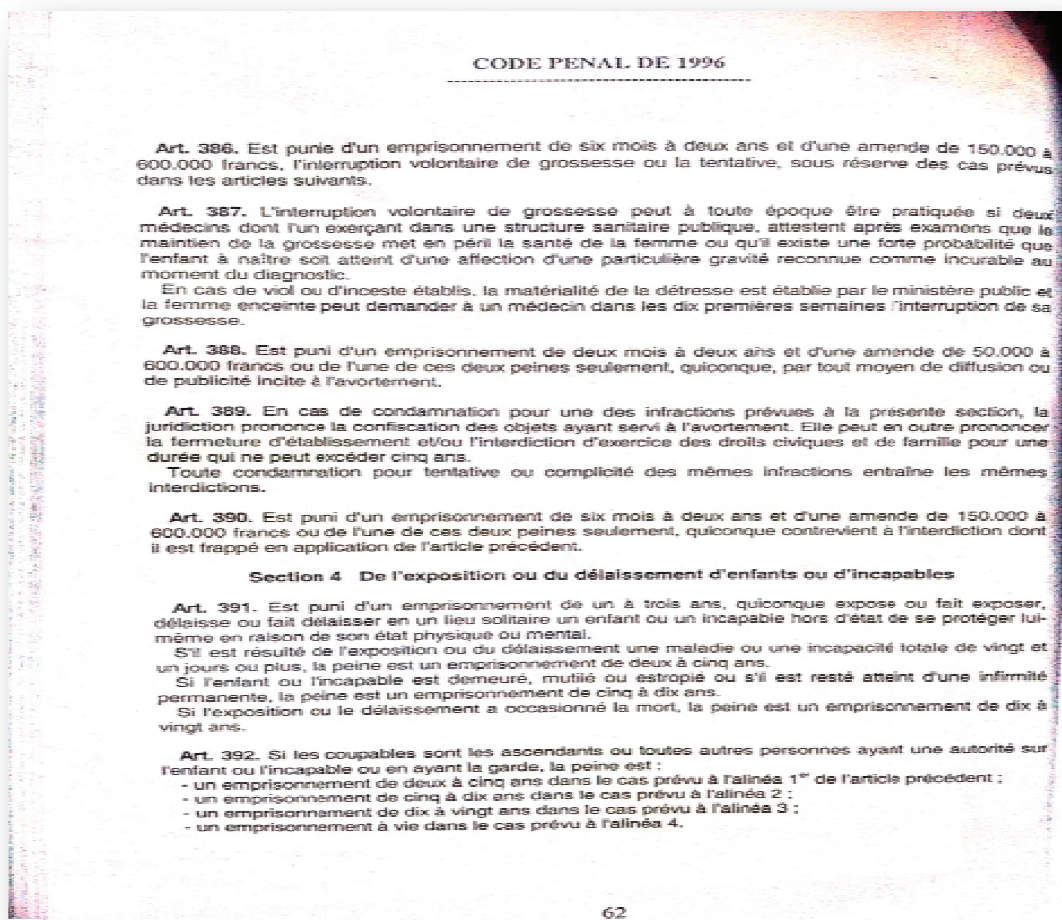 CODE PENAL DE 1996
Art. 386. Est punie d'un emprisonnement de six mois à deux ans et d'une amende de 150.000 à
600.000 francs, l'interruption volontaire de grossesse ou la tentative, sous réserve des cas prévus
dans les articles suivants.
Art. 387. L'interruption volontaire de grossesse peut à toute époque être pratiquée si deux
médecins dont l'un exerçant dans une structure sanitaire publique, attestent après examens que le
maintien de la grossesse met en péril la santé de la femme ou qu'il existe une forte probabilité que
l'enfant à naître soit atteint d'une affection d'une particulière gravité reconnue comme incurable au
moment du diagnostic.
En cas de viol ou d'inceste établis, la matérialité de la détresse est établie par le ministère public et
la femme enceinte peut demander à un médecin dans les dix premières semaines l'interruption de sa
grossesse.
Art. 388. Est puni d'un emprisonnement de deux mois à deux ans et d'une amende de 50.000 à
600.000 francs ou de l'une de ces deux peines seulement, quiconque, par tout moyen de diffusion ou
de publicité incite à l'avortement.
Art. 389. En cas de condamnation pour une des infractions prévues à la présente section, la
juridiction prononce la confiscation des objets ayant servi à l'avortement. Elle peut en outre prononcer
la fermeture d'établissement et/ou l'interdiction d'exercice des droits civiques et de famille pour une
durée qui ne peut excéder cinq ans.
Toute condamnation pour tentative ou complicité des mêmes infractions entraîne les mêmes
interdictions.
Art. 390. Est puni d'un emprisonnement de six mois à deux ans et d'une amende de 150.000 à
600.000 francs ou de l'une de ces deux peines seulement, quiconque contrevient à l'interdiction dont
il est frappé en application de l'article précédent.
Section 4 De l'exposition ou du délaissement d'enfants ou d'incapables
Art. 391. Est puni d'un emprisonnement de un à trois ans, quiconque expose ou fait exposer,
délaisse ou fait délaisser en un lieu solitaire un enfant ou un incapable hors d'état de se protéger lui-
même en raison de son état physique ou mental.
S'il est résulté de l'exposition ou du délaissement une maladie ou une incapacité totale de vingt et
un jours ou plus, la peine est un emprisonnement de deux à cinq ans.
Si l'enfant ou l'incapable est demeuré, mutilé ou estropié ou s'il est resté atteint d'une infirmité
permanente, la peine est un emprisonnement de cinq à dix ans.
Si l'exposition ou le délaissement a occasionné la mort, la peine est un emprisonnement de dix à
vingt ans.
Art. 392. Si les coupables sont les ascendants ou toutes autres personnes ayant une autorité sur
l'enfant ou l'incapable ou en ayant la garde, la peine est :
- un emprisonnement de deux à cinq ans dans le cas prévu à l'alinéa 1er de l'article précédent ;
- un emprisonnement de cinq à dix ans dans le cas prévu à l'alinéa 2 ;
- un emprisonnement de dix à vingt ans dans le cas prévu à l'alinéa 3 ;
- un emprisonnement à vie dans le cas prévu à l'alinéa 4.
62